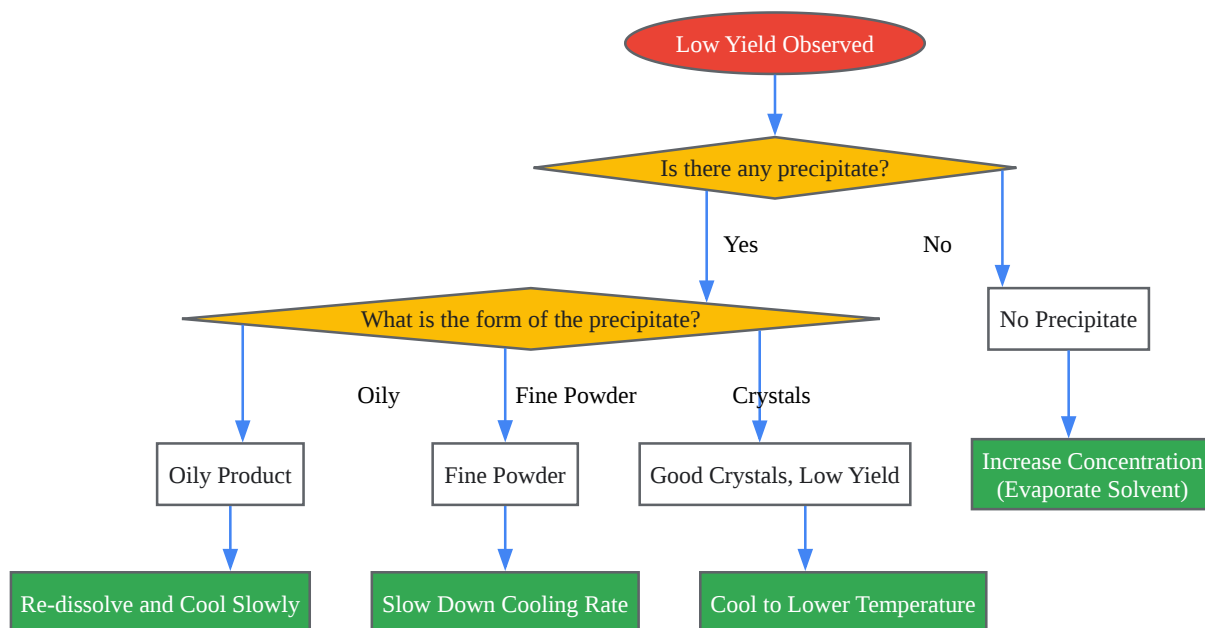 Low Yield Observed
Is there any precipitate?
Yes
No
What is the form of the precipitate?
No Precipitate
Oily
Fine Powder
Crystals
Oily Product
Fine Powder
Good Crystals, Low Yield
Increase Concentration
(Evaporate Solvent)
Re-dissolve and Cool Slowly
Slow Down Cooling Rate
Cool to Lower Temperature